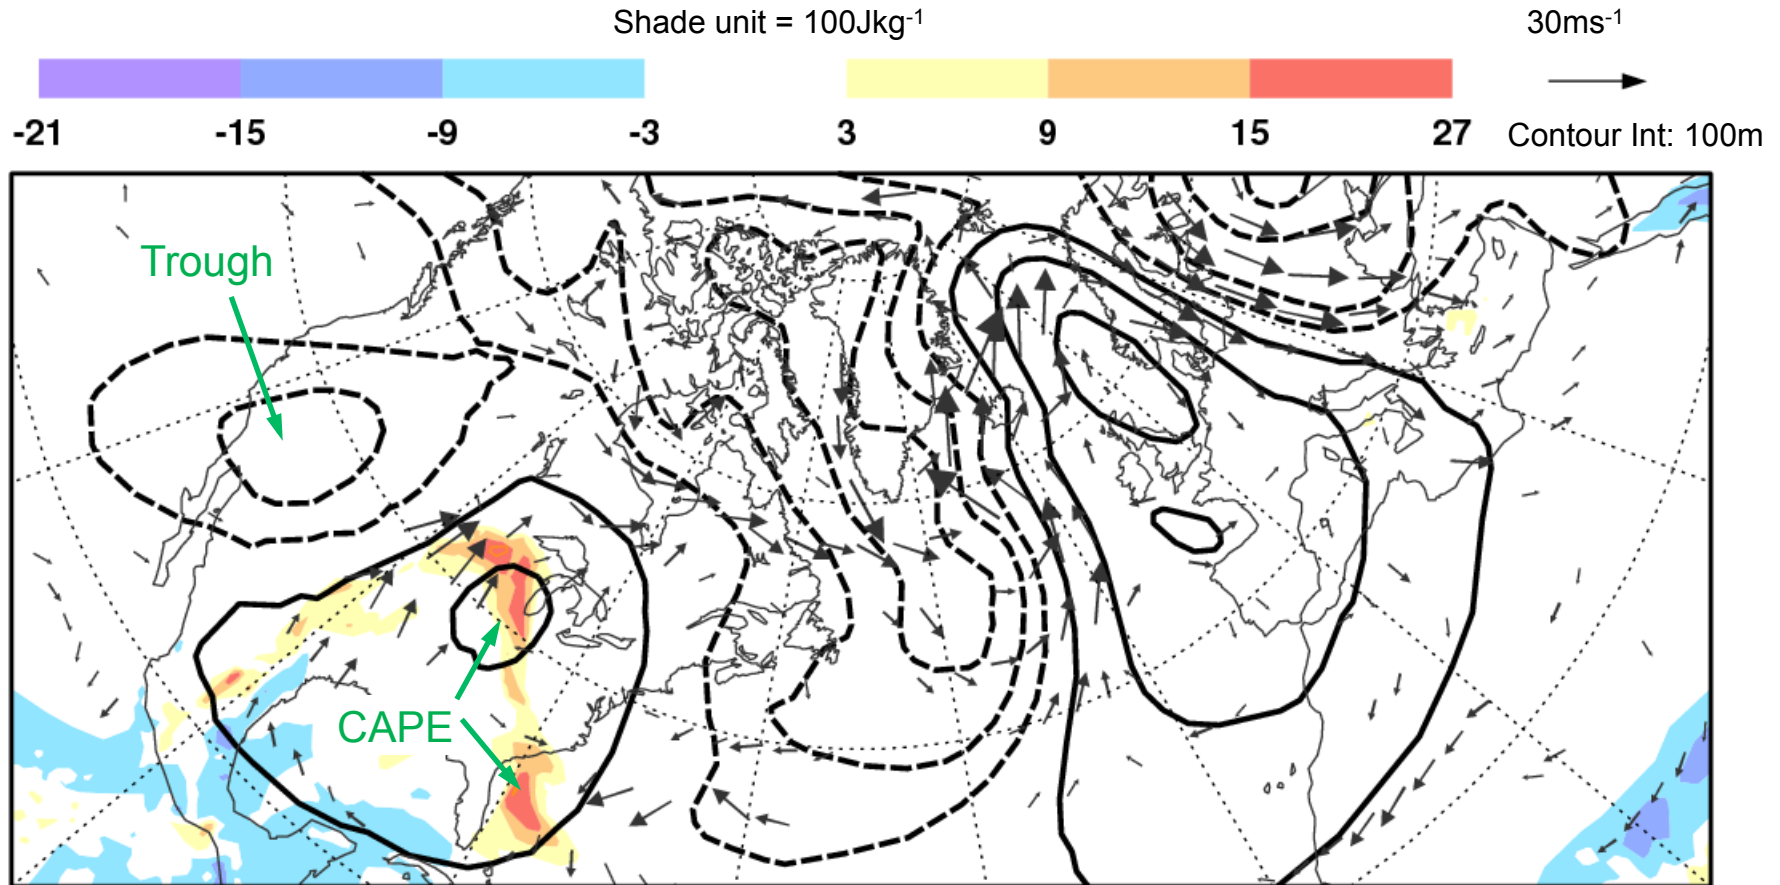 Shade unit = 100Jkg-1
30ms-1
-21 -15 -9 -3 3 9 15 27
Contour Int: 100m
Trough
CAPE